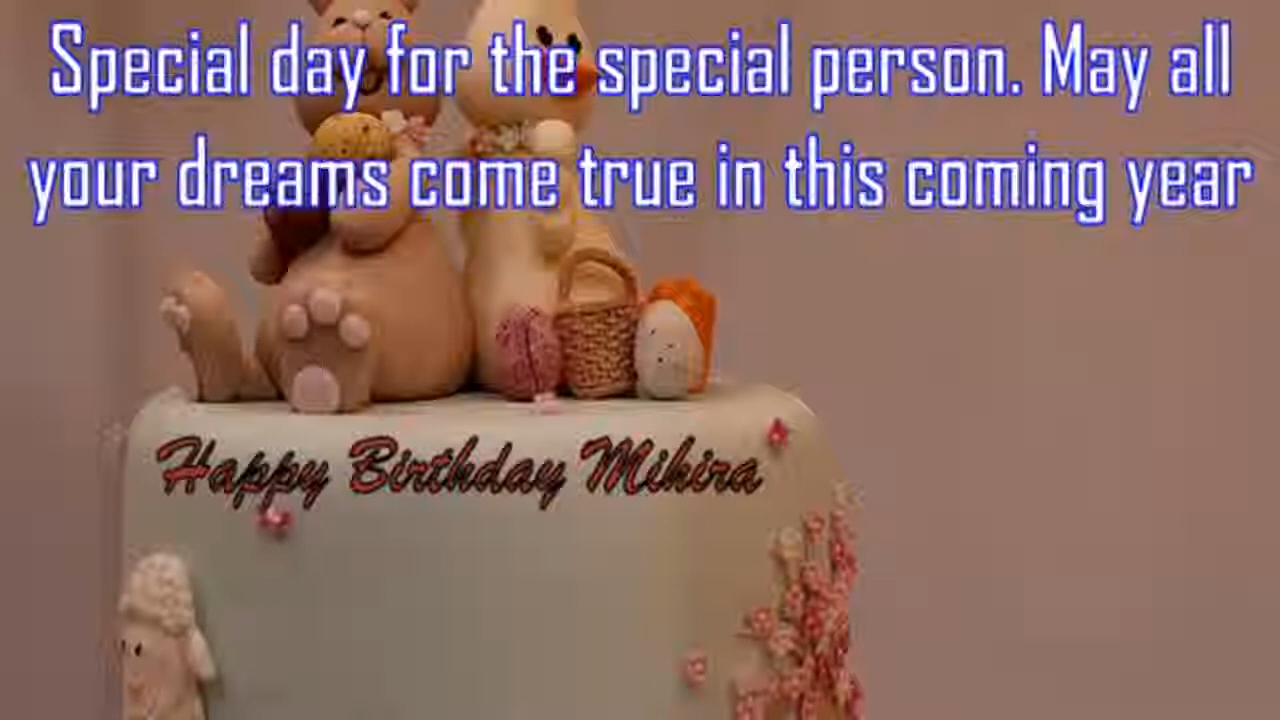 Special day for the special person. May all
your dreams come true in this coming year
Happy Birthday Mihira